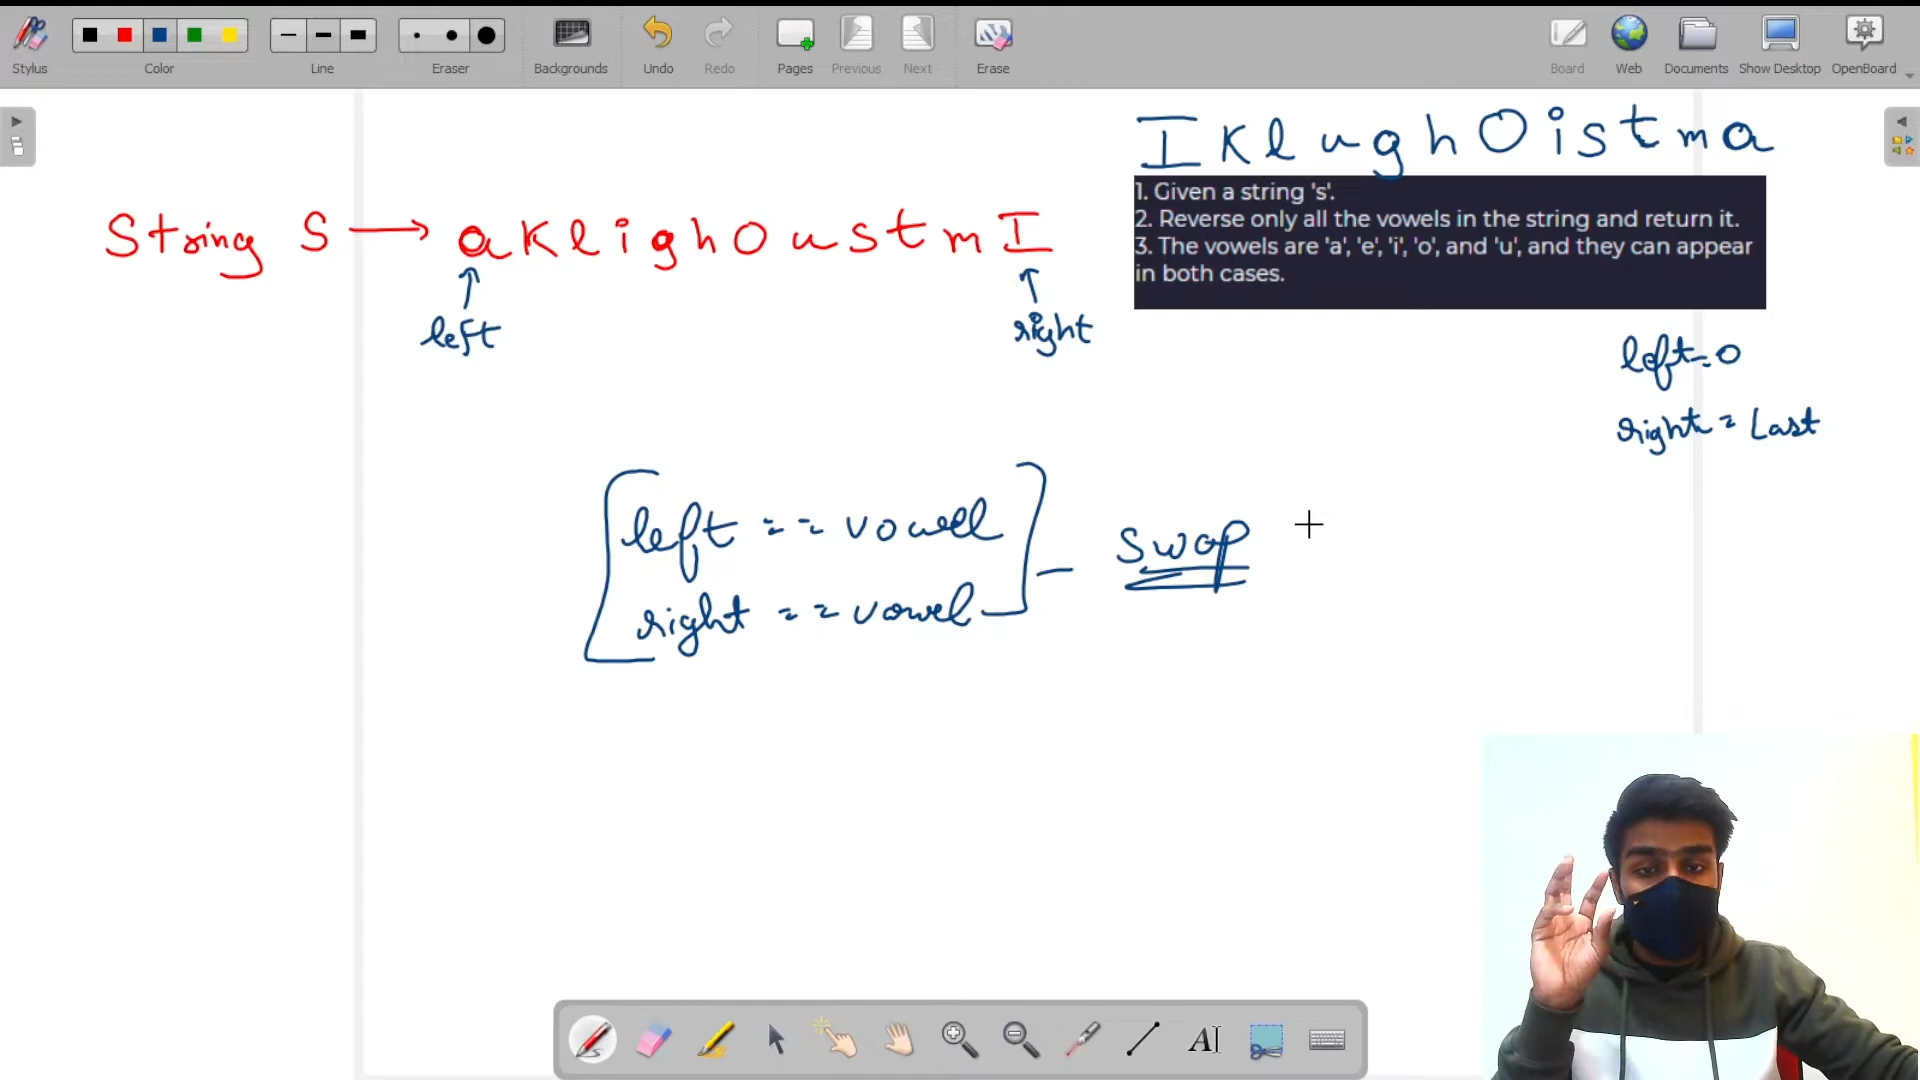 Stylus
Color
Line
Eraser
Backgrounds
Undo
Redo
Pages
Previous
Next
Erase
Board
Web
Documents
Show Desktop
OpenBoard
I K l u g h O i s t m a
String S → a K l i g h O u s t m I
1. Given a string 's'.
2. Reverse only all the vowels in the string and return it.
3. The vowels are 'a', 'e', 'i', 'o', and 'u', and they can appear
in both cases.
left
right
left = 0
right = Last
left == vowel
right == vowel
Swap
AI